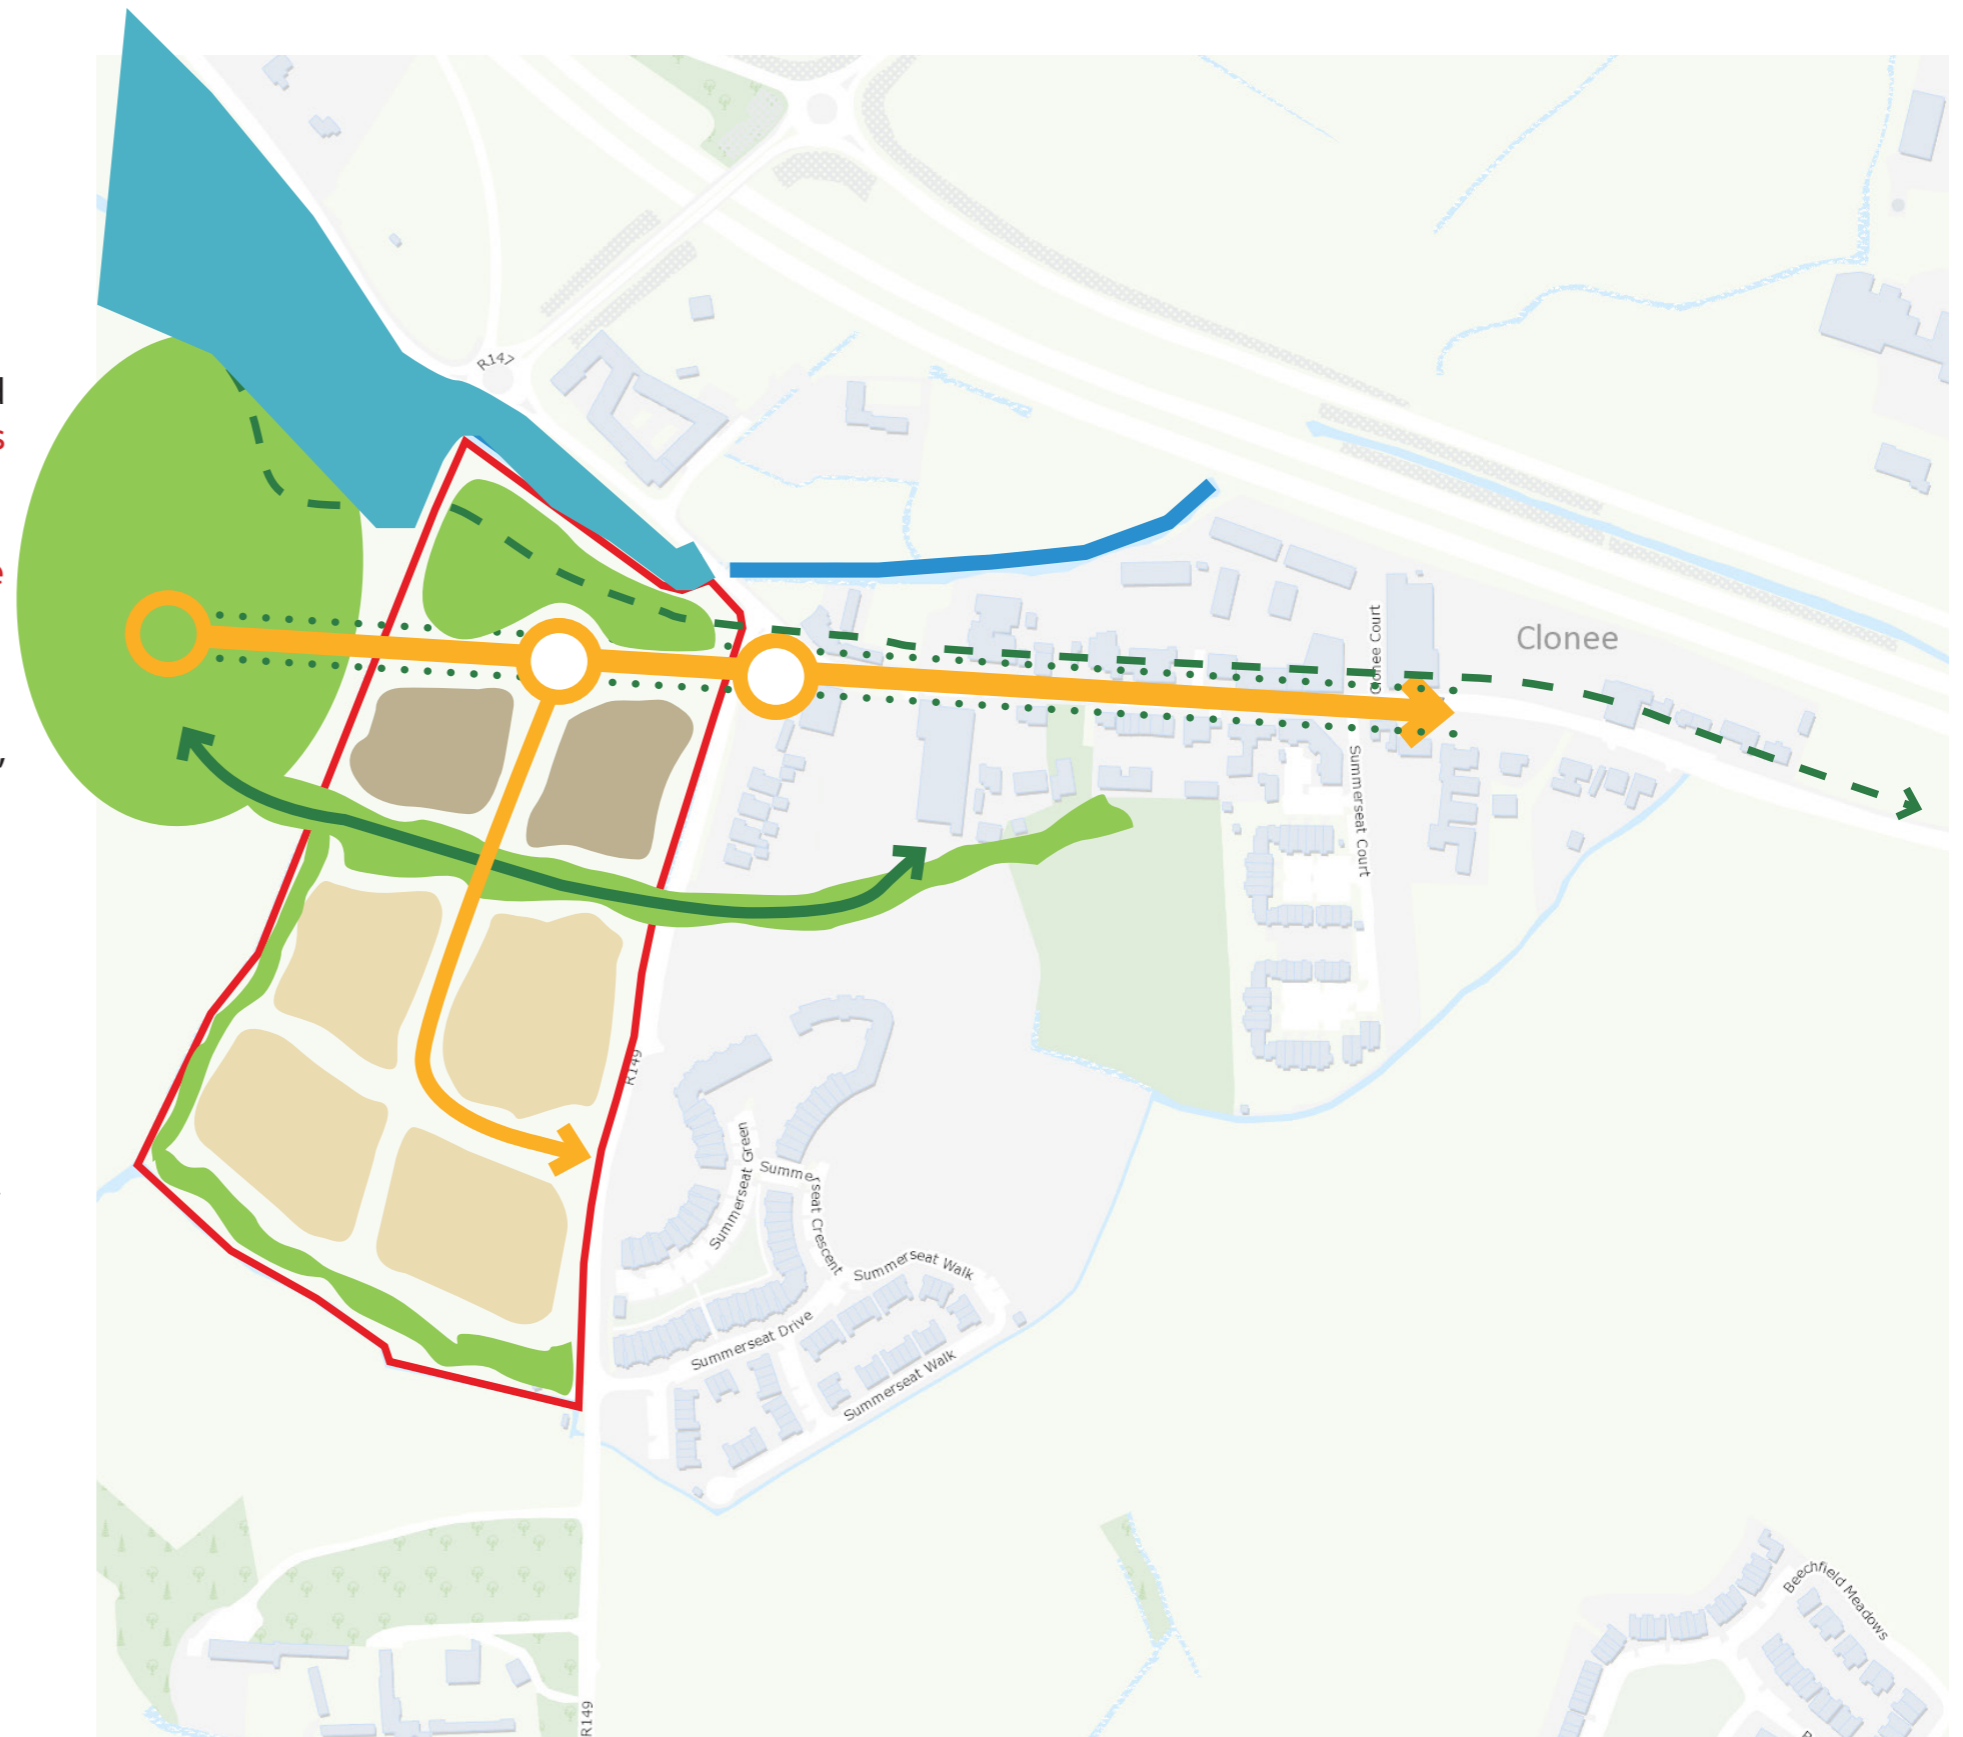 R147
l
s
e
Clonee Court
Clonee
,
Summerseat Court
R149
Summerseat Green
Summerseat Crescent
Summerseat Walk
Summerseat Drive
Summerseat Walk
Beechfield Meadows
R149